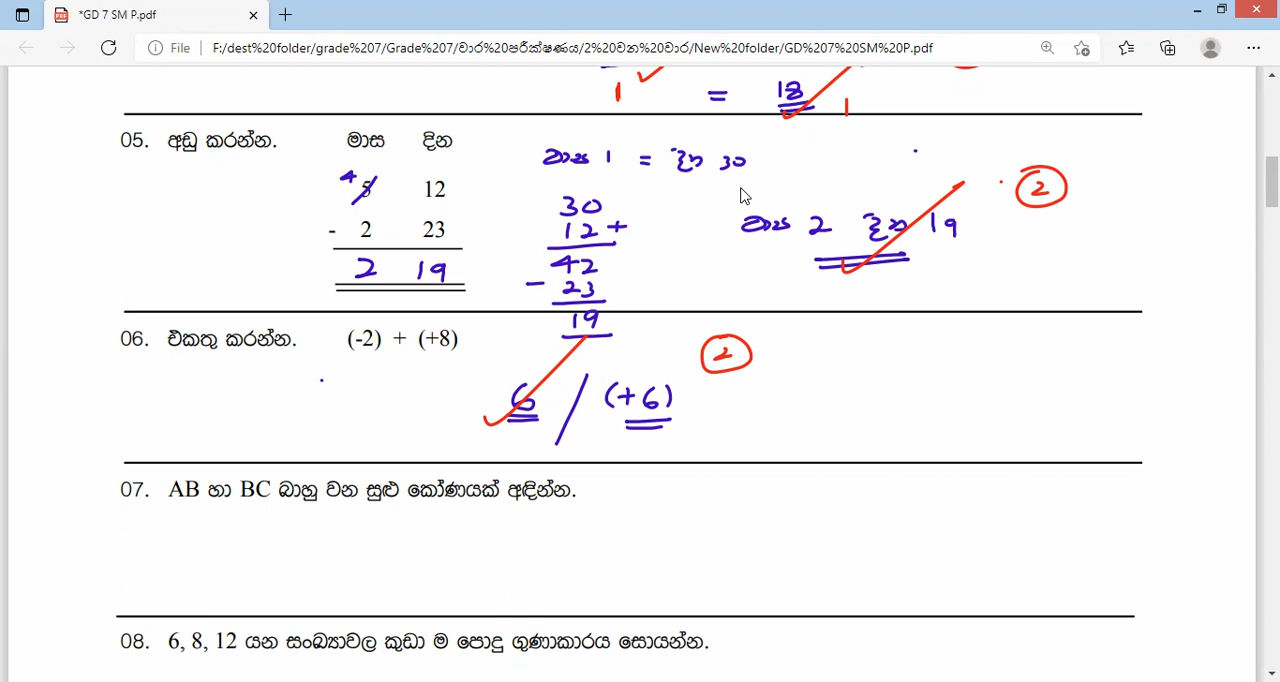 *GD 7 SM P.pdf
File F:/dest%20folder/grade%207/Grade%207/වාර%20පරීක්ෂණය/2%20වන%20වාර/New%20folder/GD%207%20SM%20P.pdf
1 = 18 1
05. අඩු කරන්න. මාස දින
මාස 1 = දින 30
4 5 12
- 2 23
2 19
30
12 +
42
- 23
19
මාස 2 දින 19
2
06. එකතු කරන්න. (-2) + (+8)
6 / (+6)
2
07. AB හා BC බාහු වන සුළු කෝණයක් අඳින්න.
08. 6, 8, 12 යන සංඛ්‍යාවල කුඩා ම පොදු ගුණාකාරය සොයන්න.